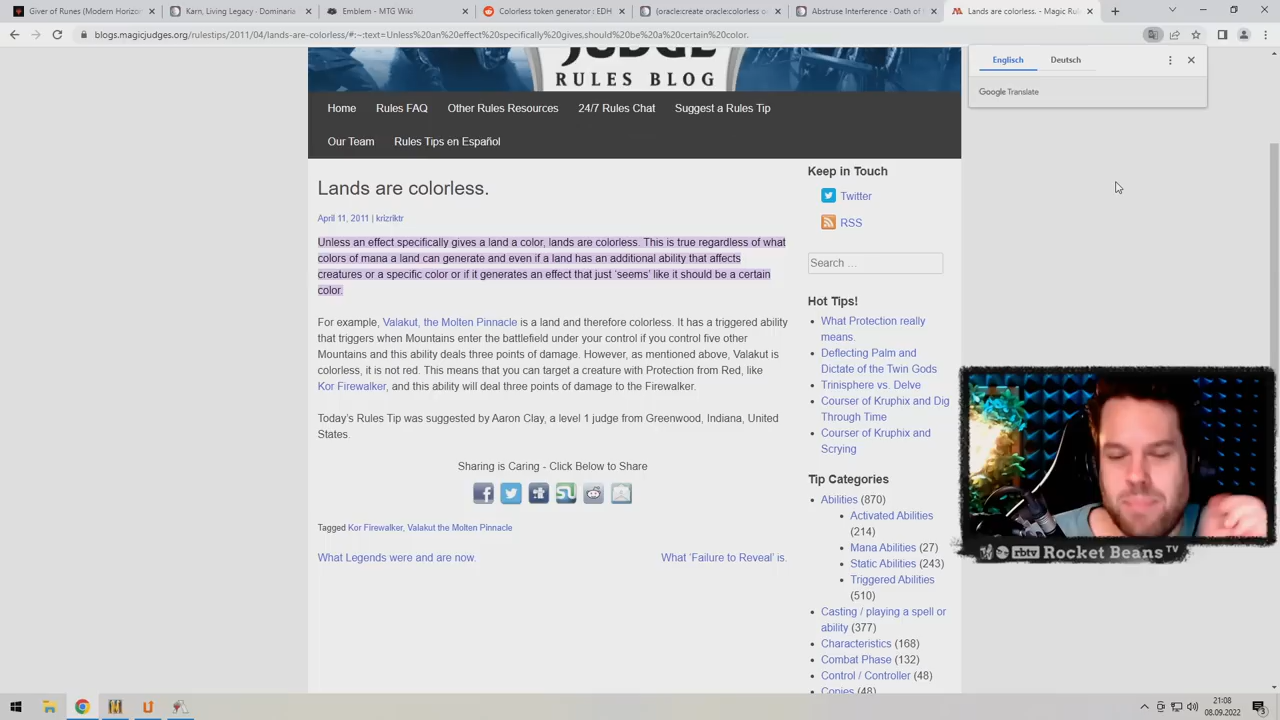 Giver of Runes (Modern Horizon
Karn, Living Legacy - Dominaria
Emblem - MTG Wiki
Colorless token generator : EDH
(oracle:create oracle:colorless c
Abstruse Interference · Oath of
Lands are colorless. - Magic Rul
blogs.magicjudges.org/rulestips/2011/04/lands-are-colorless/#:~:text=Unless%20an%20effect%20specifically%20gives,should%20be%20a%20certain%20color.
Englisch
Deutsch
Google Translate
JUDGE
RULES BLOG
Home
Rules FAQ
Other Rules Resources
24/7 Rules Chat
Suggest a Rules Tip
Our Team
Rules Tips en Español
Lands are colorless.
April 11, 2011 | krizriktr
Unless an effect specifically gives a land a color, lands are colorless. This is true regardless of what
colors of mana a land can generate and even if a land has an additional ability that affects
creatures or a specific color or if it generates an effect that just 'seems' like it should be a certain
color.
For example, Valakut, the Molten Pinnacle is a land and therefore colorless. It has a triggered ability
that triggers when Mountains enter the battlefield under your control if you control five other
Mountains and this ability deals three points of damage. However, as mentioned above, Valakut is
colorless, it is not red. This means that you can target a creature with Protection from Red, like
Kor Firewalker, and this ability will deal three points of damage to the Firewalker.
Today's Rules Tip was suggested by Aaron Clay, a level 1 judge from Greenwood, Indiana, United
States.
Sharing is Caring - Click Below to Share
Tagged Kor Firewalker, Valakut the Molten Pinnacle
What Legends were and are now.
What 'Failure to Reveal' is.
Keep in Touch
Twitter
RSS
Search …
Hot Tips!
What Protection really
means.
Deflecting Palm and
Dictate of the Twin Gods
Trinisphere vs. Delve
Courser of Kruphix and Dig
Through Time
Courser of Kruphix and
Scrying
Tip Categories
Abilities (870)
Activated Abilities
(214)
Mana Abilities (27)
Static Abilities (243)
Triggered Abilities
(510)
Casting / playing a spell or
ability (377)
Characteristics (168)
Combat Phase (132)
Control / Controller (48)
Copies (48)
rbtv Rocket Beans TV
21:08
08.09.2022